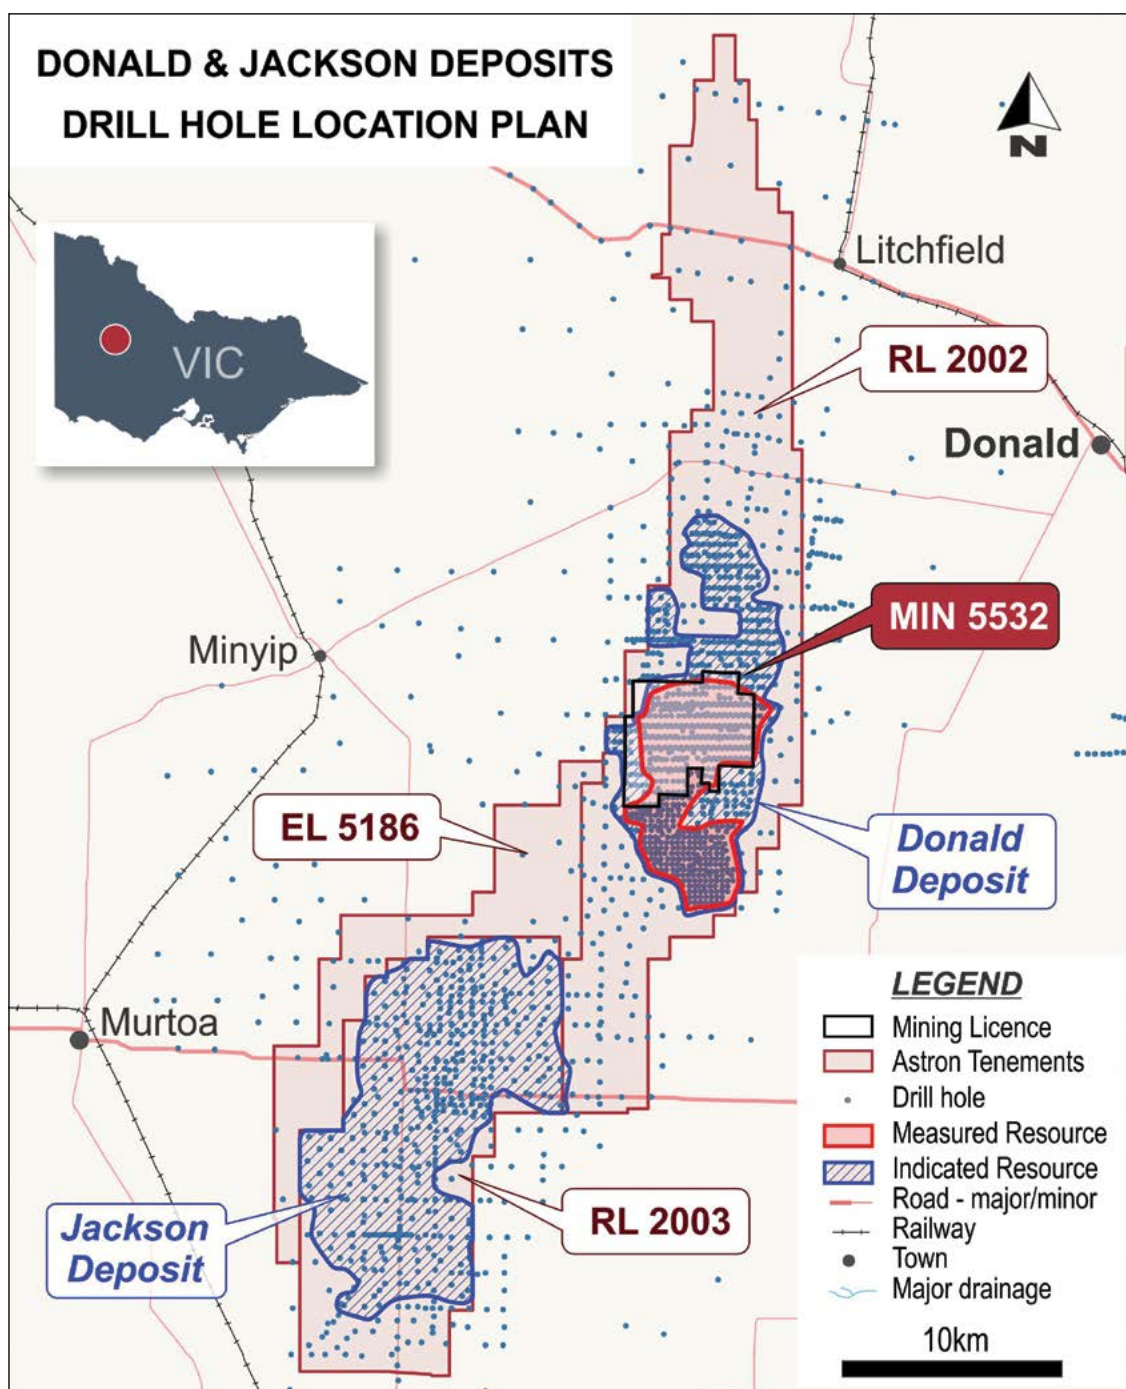 DONALD & JACKSON DEPOSITS
DRILL HOLE LOCATION PLAN
N
VIC
Litchfield
RL 2002
Donald
MIN 5532
Minyip
EL 5186
Donald
Deposit
Murtoa
RL 2003
Jackson
Deposit
LEGEND
Mining Licence
Astron Tenements
Drill hole
Measured Resource
Indicated Resource
Road - major/minor
Railway
Town
Major drainage
10km